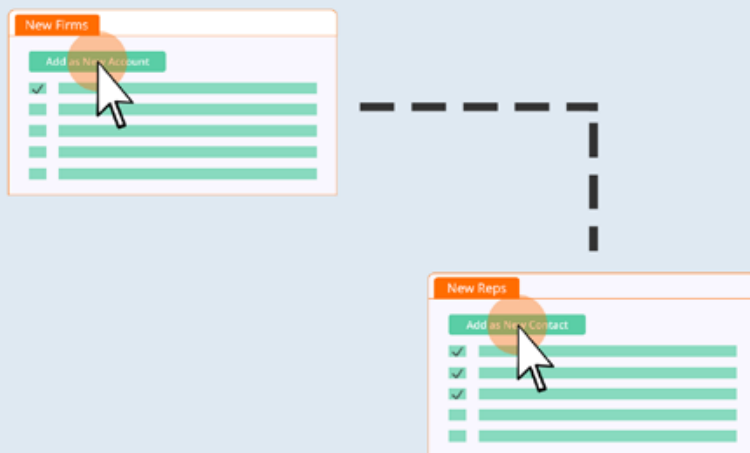 New Firms
Add as New Account
New Reps
Add as New Contact